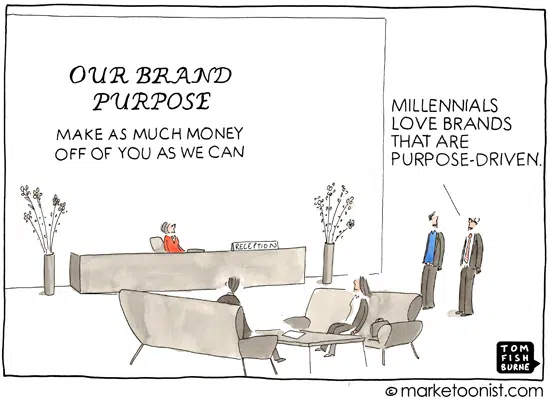 OUR BRAND
PURPOSE
MAKE AS MUCH MONEY
OFF OF YOU AS WE CAN
MILLENNIALS
LOVE BRANDS
THAT ARE
PURPOSE-DRIVEN.
RECEPTION
TOM
FISH
BURNE
© marketoonist.com